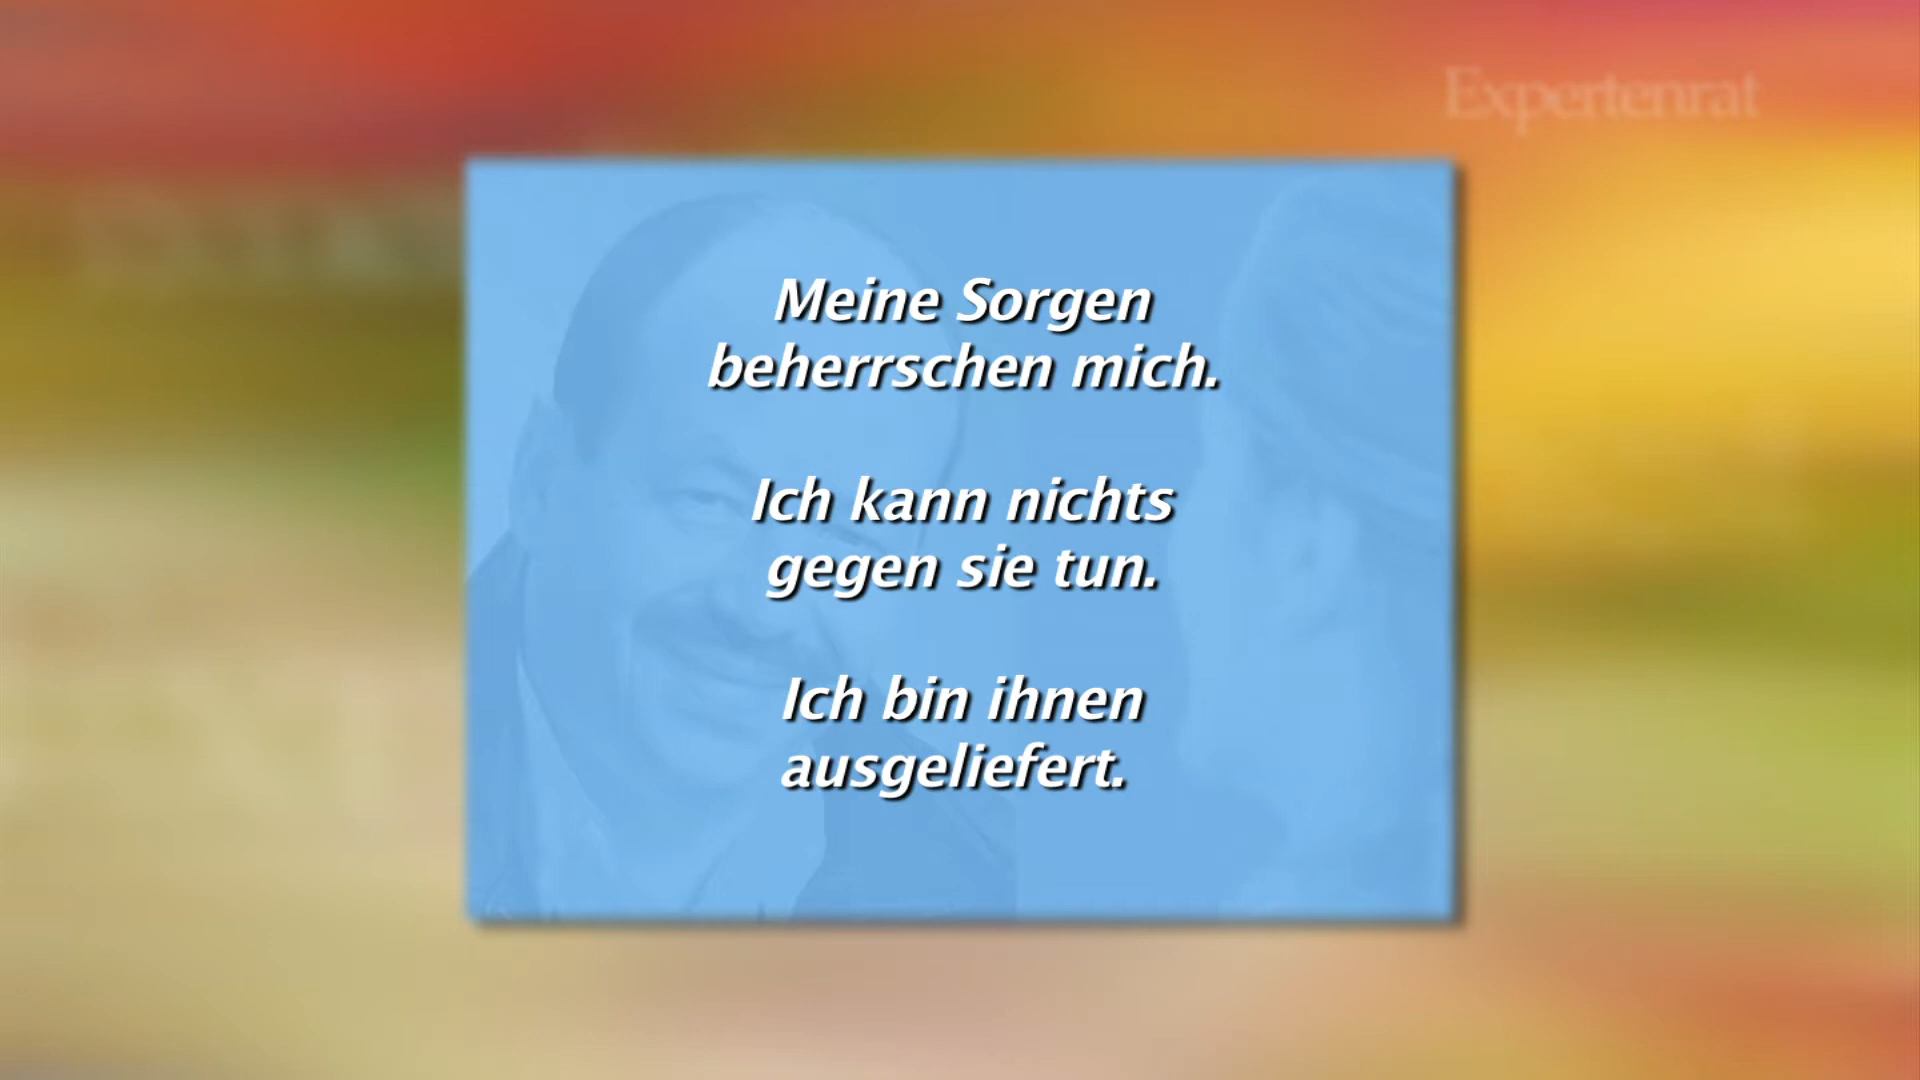 Expertenrat
Meine Sorgen
beherrschen mich.
Ich kann nichts
gegen sie tun.
Ich bin ihnen
ausgeliefert.